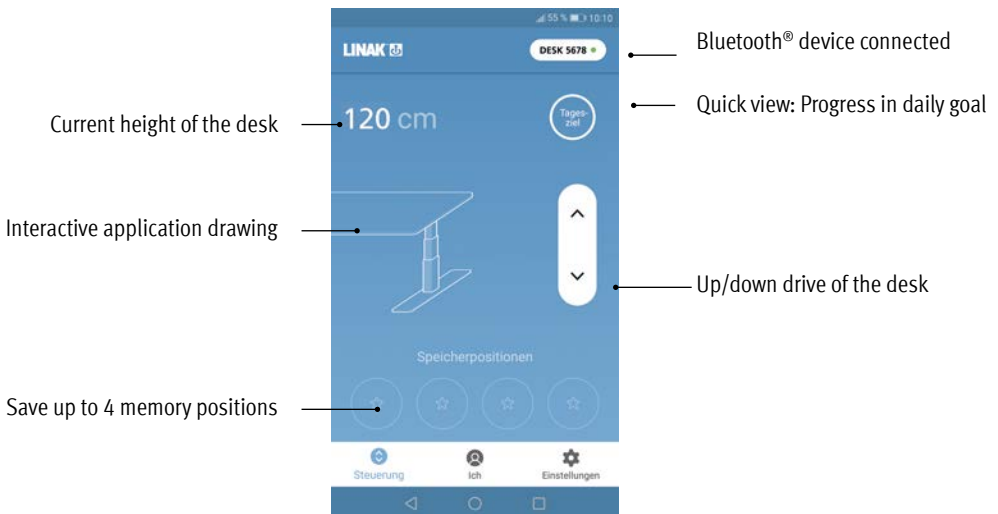 55 % 10:10
LINAK
DESK 5678
Bluetooth® device connected
Quick view: Progress in daily goal
Current height of the desk
120 cm
Tages-
ziel
Interactive application drawing
Up/down drive of the desk
Speicherpositionen
Save up to 4 memory positions
Steuerung
Ich
Einstellungen